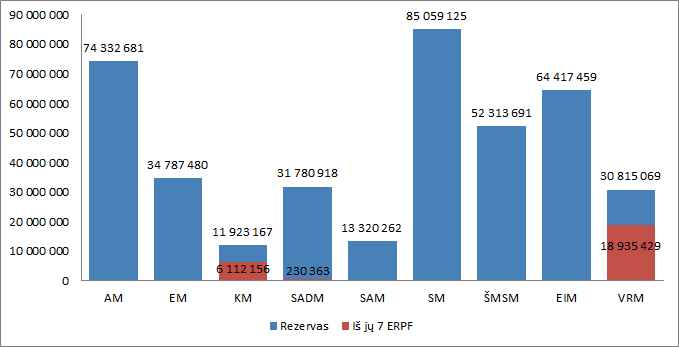 90 000 000
80 000 000
70 000 000
60 000 000
50 000 000
40 000 000
30 000 000
20 000 000
10 000 000
0
74 332 681
34 787 480
11 923 167
6 112 156
31 780 918
230 363
13 320 262
85 059 125
52 313 691
64 417 459
30 815 069
18 935 429
AM EM KM SADM SAM SM ŠMSM EIM VRM
Rezervas Iš jų 7 ERPF